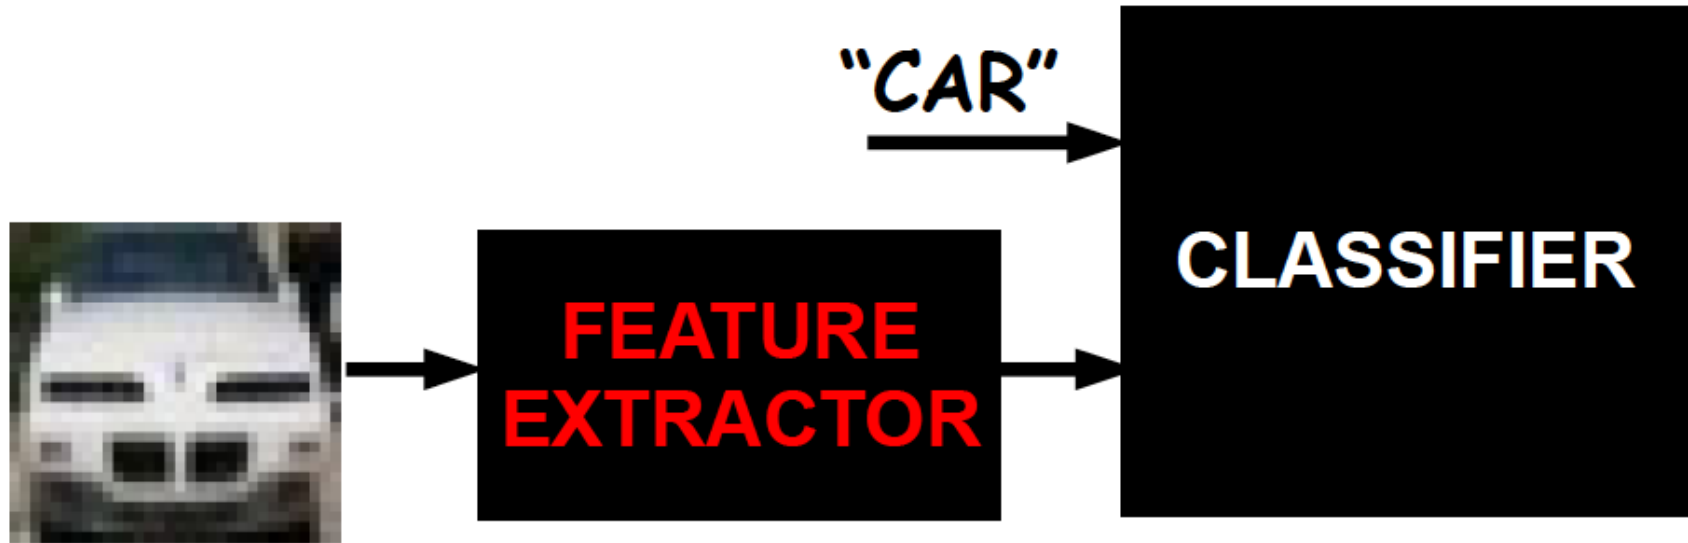 “CAR”
CLASSIFIER
FEATURE
EXTRACTOR